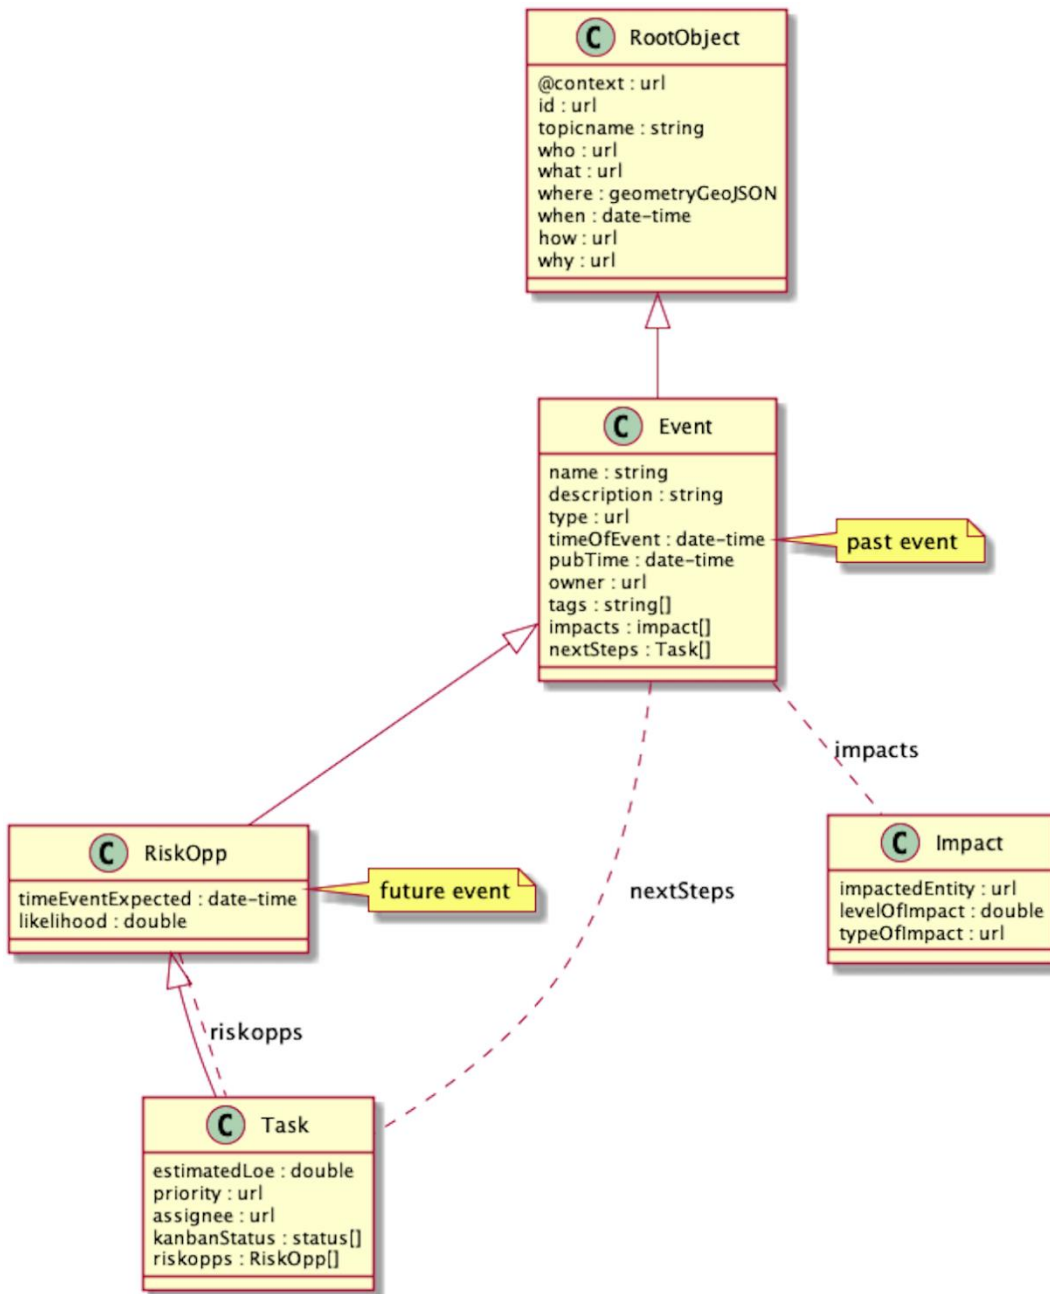 C RootObject
@context : url
id : url
topicname : string
who : url
what : url
where : geometryGeoJSON
when : date-time
how : url
why : url
C Event
name : string
description : string
type : url
timeOfEvent : date-time
pubTime : date-time
owner : url
tags : string[]
impacts : impact[]
nextSteps : Task[]
past event
impacts
C RiskOpp
timeEventExpected : date-time
likelihood : double
future event
nextSteps
C Impact
impactedEntity : url
levelOfImpact : double
typeOfImpact : url
riskopps
C Task
estimatedLoe : double
priority : url
assignee : url
kanbanStatus : status[]
riskopps : RiskOpp[]